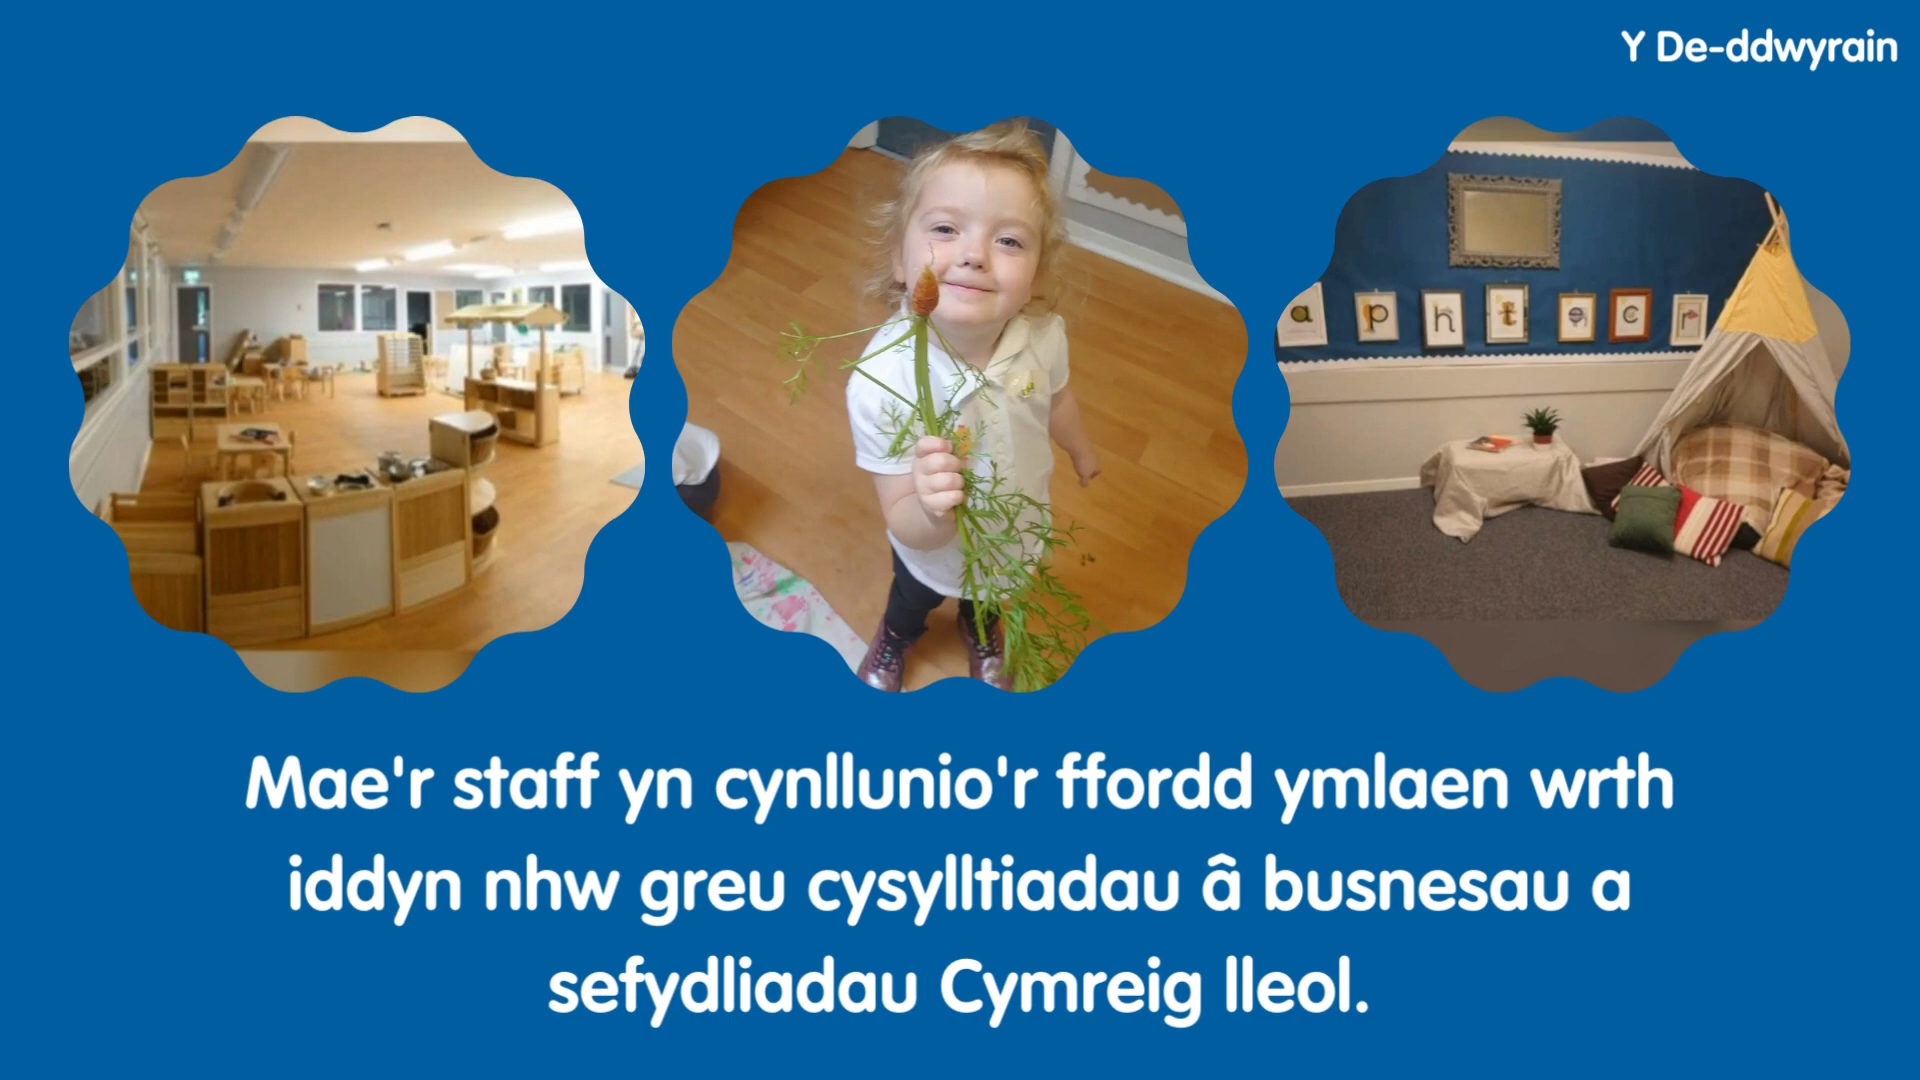 Y De-ddwyrain
a p h t e c r
Mae'r staff yn cynllunio'r ffordd ymlaen wrth
iddyn nhw greu cysylltiadau â busnesau a
sefydliadau Cymreig lleol.